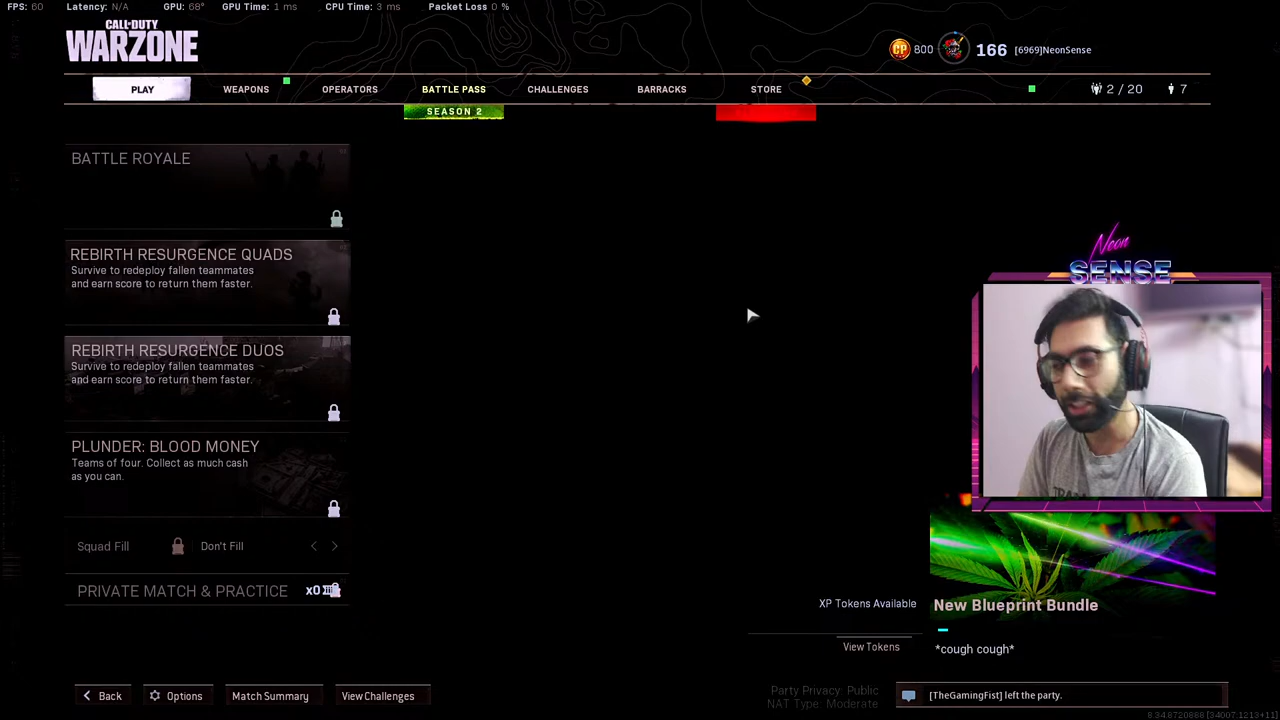 FPS: 60 Latency: N/A GPU: 68° GPU Time: 1 ms CPU Time: 3 ms Packet Loss 0 %
CALL OF DUTY
WARZONE
CP 800 166 [6969]NeonSense
PLAY WEAPONS OPERATORS BATTLE PASS CHALLENGES BARRACKS STORE 2 / 20 7
SEASON 2
BATTLE ROYALE
REBIRTH RESURGENCE QUADS
Survive to redeploy fallen teammates
and earn score to return them faster.
REBIRTH RESURGENCE DUOS
Survive to redeploy fallen teammates
and earn score to return them faster.
PLUNDER: BLOOD MONEY
Teams of four. Collect as much cash
as you can.
Squad Fill Don't Fill
PRIVATE MATCH & PRACTICE x0
Neon
SENSE
XP Tokens Available
View Tokens
New Blueprint Bundle
*cough cough*
Back Options Match Summary View Challenges
Party Privacy: Public
NAT Type: Moderate
[TheGamingFist] left the party.